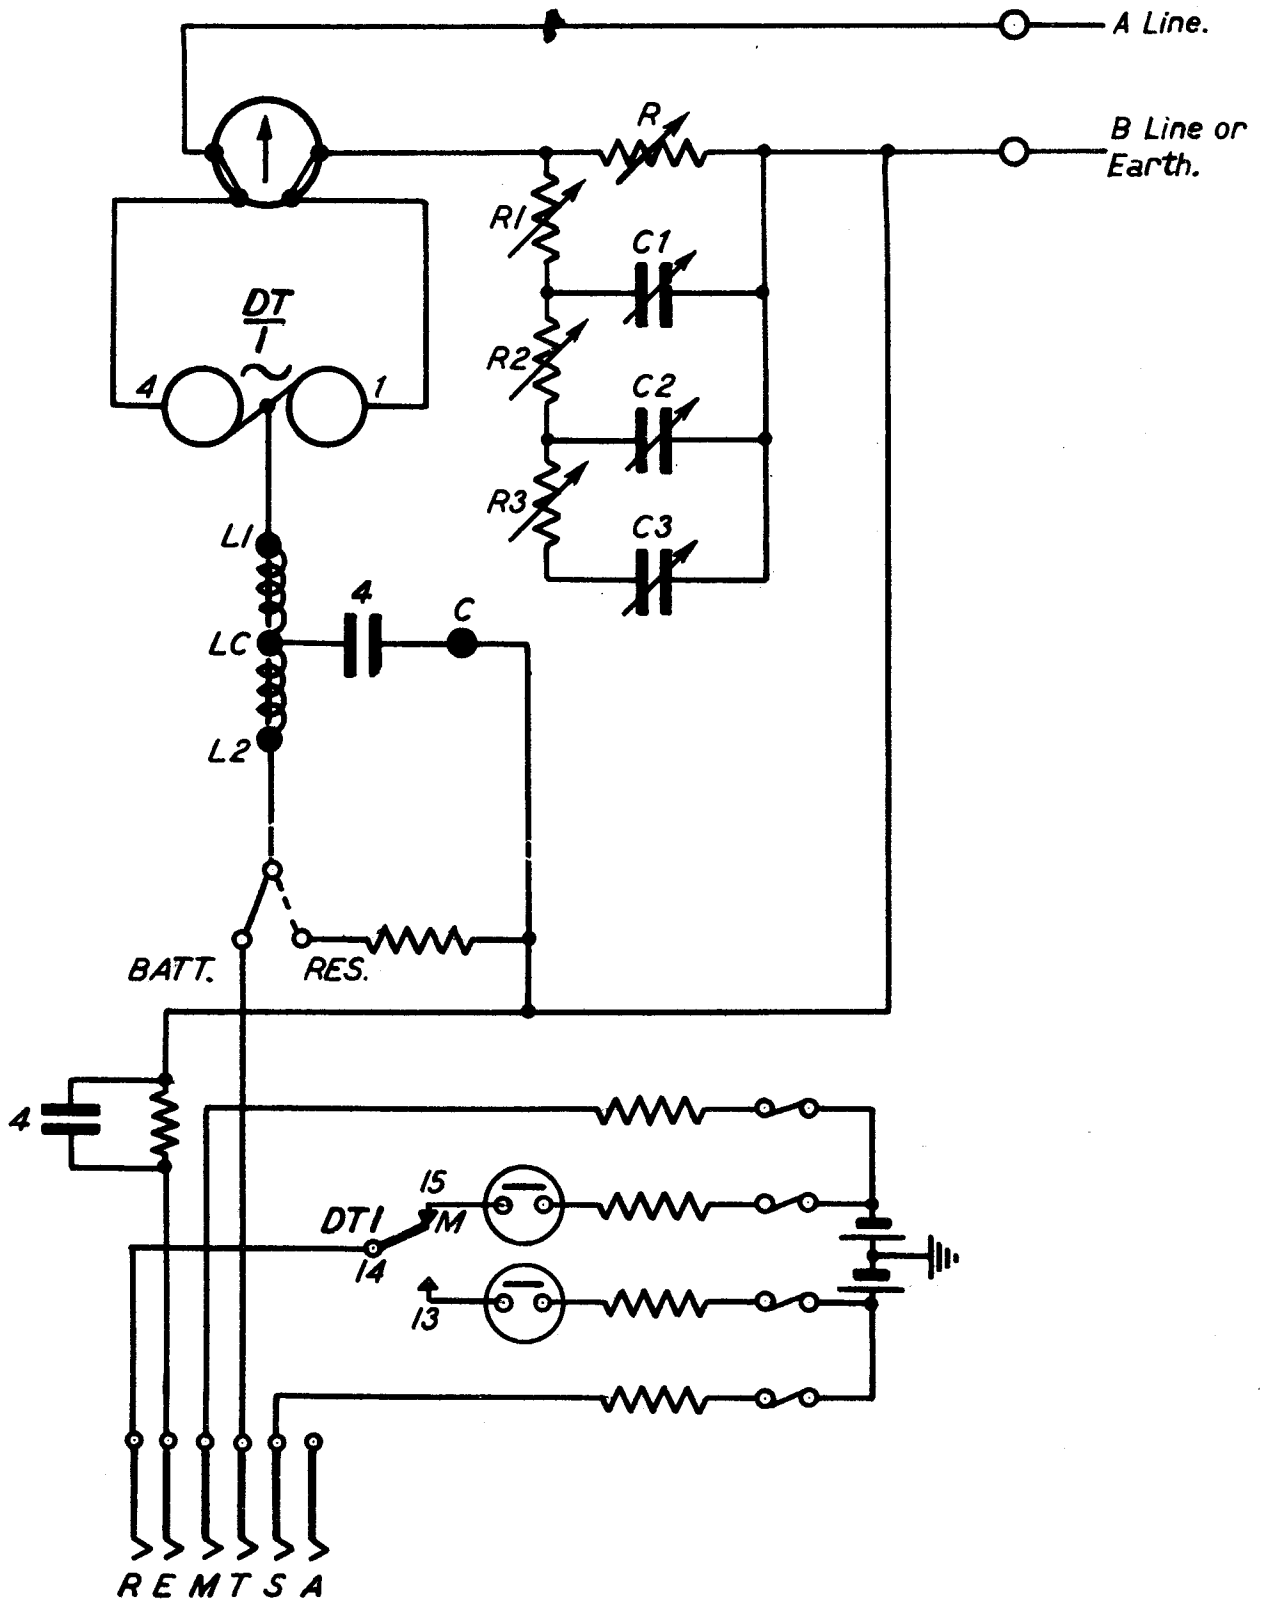 A Line.
B Line or
Earth.
R
R1
C1
DT
1
4
1
R2
C2
R3
C3
L1
4
C
LC
L2
BATT.
RES.
4
15
DT1
M
14
13
R E M T S A